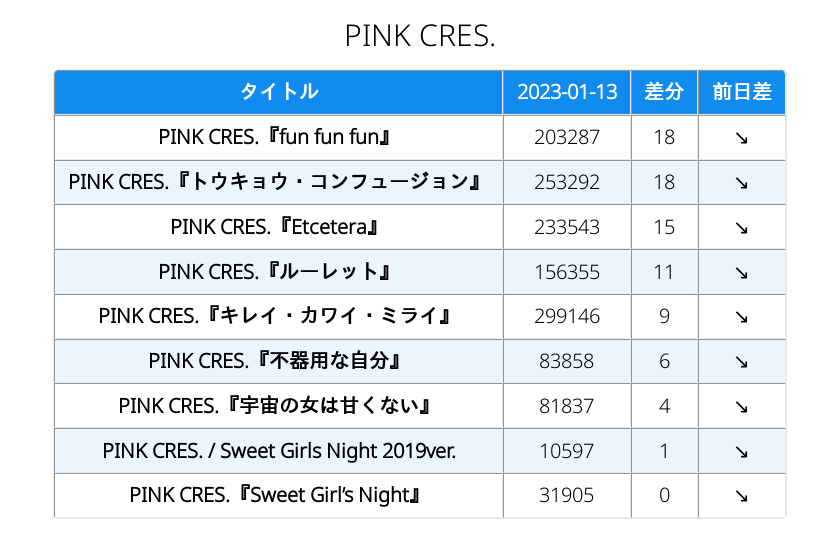 PINK CRES.
タイトル 2023-01-13 差分 前日差
PINK CRES.『fun fun fun』 203287 18 ↘
PINK CRES.『トウキョウ・コンフュージョン』 253292 18 ↘
PINK CRES.『Etcetera』 233543 15 ↘
PINK CRES.『ルーレット』 156355 11 ↘
PINK CRES.『キレイ・カワイ・ミライ』 299146 9 ↘
PINK CRES.『不器用な自分』 83858 6 ↘
PINK CRES.『宇宙の女は甘くない』 81837 4 ↘
PINK CRES. / Sweet Girls Night 2019ver. 10597 1 ↘
PINK CRES.『Sweet Girl’s Night』 31905 0 ↘